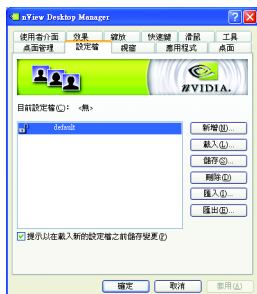 nView Desktop Manager
使用者介面 效果 縮放 快速鍵 滑鼠 工具
桌面管理 設定檔 視窗 應用程式 桌面
NVIDIA.
目前設定檔(C): <無>
default
新增(N)...
載入(L)...
儲存(S)...
刪除(D)
匯入(I)...
匯出(E)...
提示以在載入新的設定檔之前儲存變更(P)
確定 取消 套用(A)